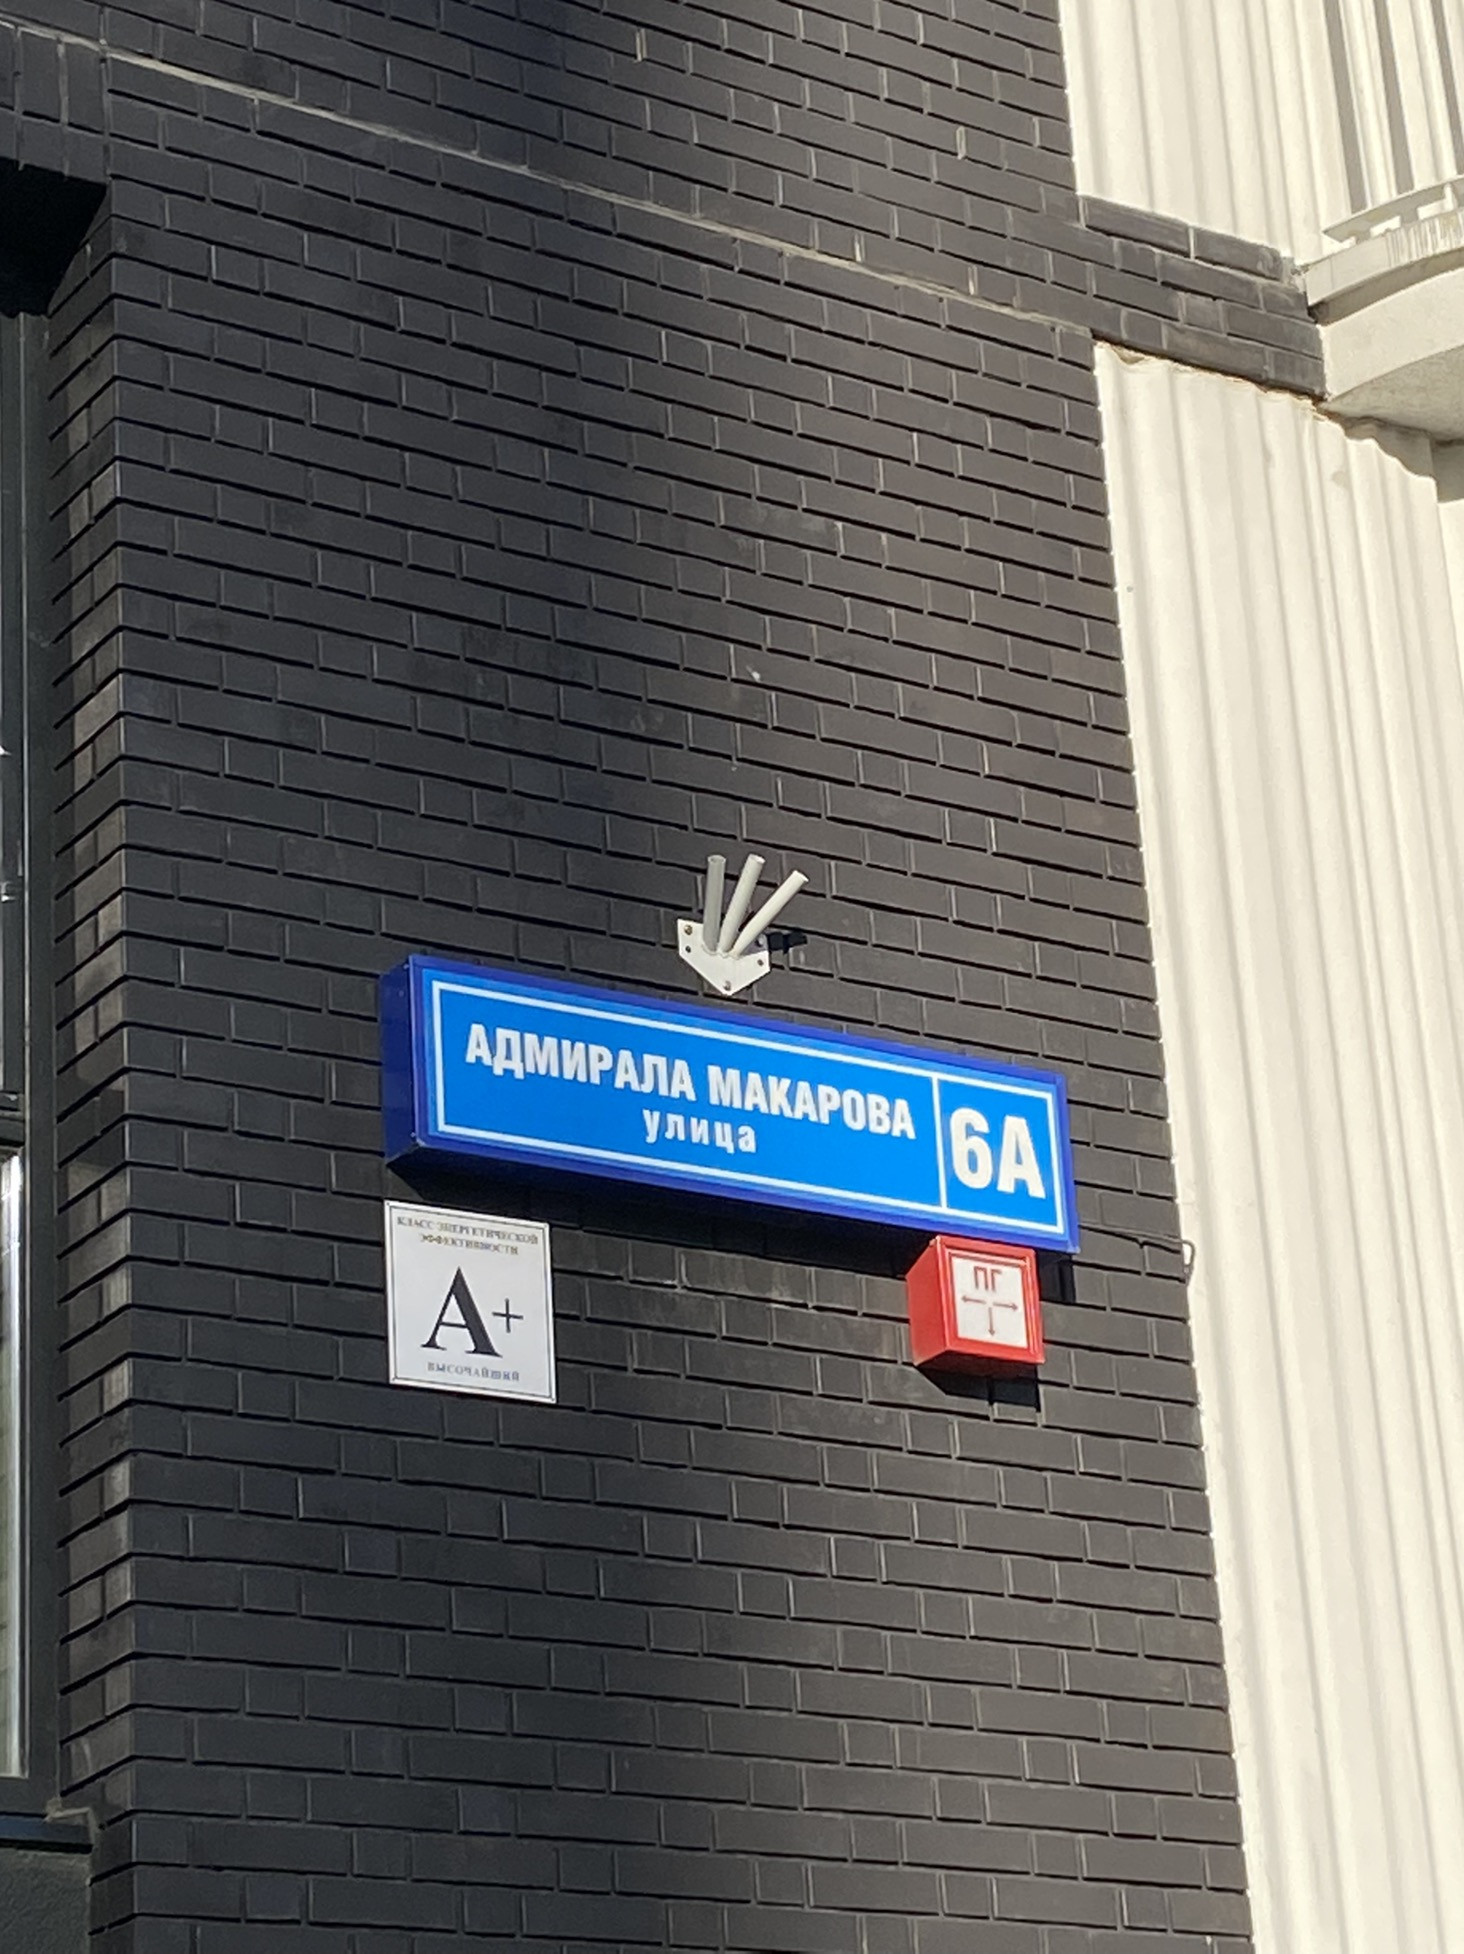 АДМИРАЛА МАКАРОВА
улица
6А
КЛАСС ЭНЕРГЕТИЧЕСКОЙ
ЭФФЕКТИВНОСТИ
А+
ВЫСОЧАЙШИЙ
ПГ